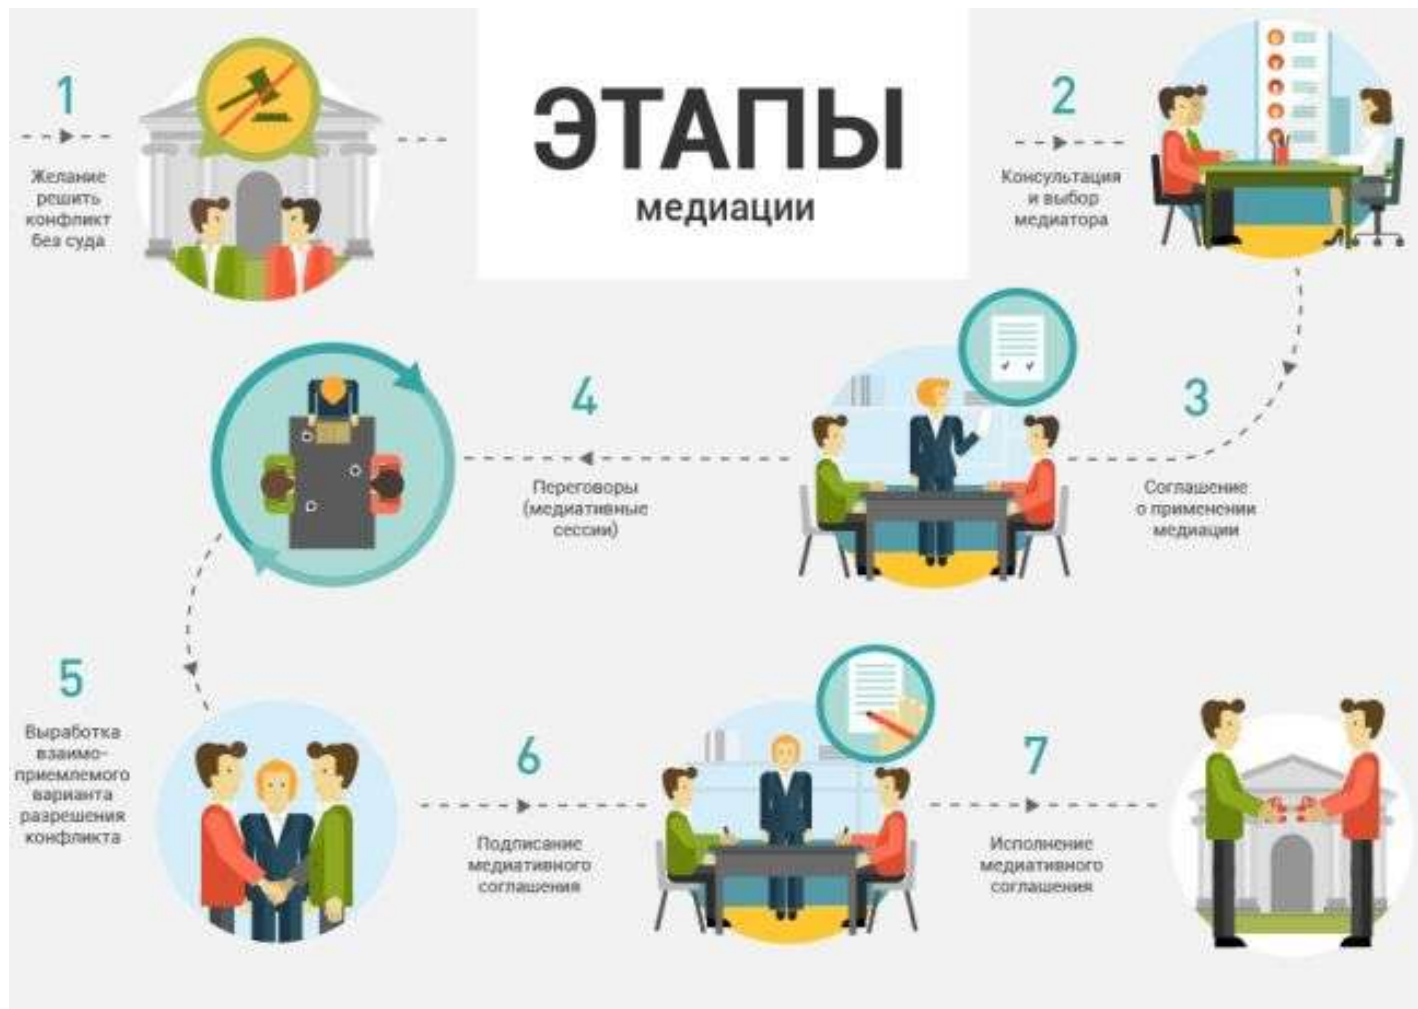 ЭТАПЫ
медиации
1
Желание
решить
конфликт
без суда
2
Консультация
и выбор
медиатора
3
Соглашение
о применении
медиации
4
Переговоры
(медиативные
сессии)
5
Выработка
взаимо-
приемлемого
варианта
разрешения
конфликта
6
Подписание
медиативного
соглашения
7
Исполнение
медиативного
соглашения